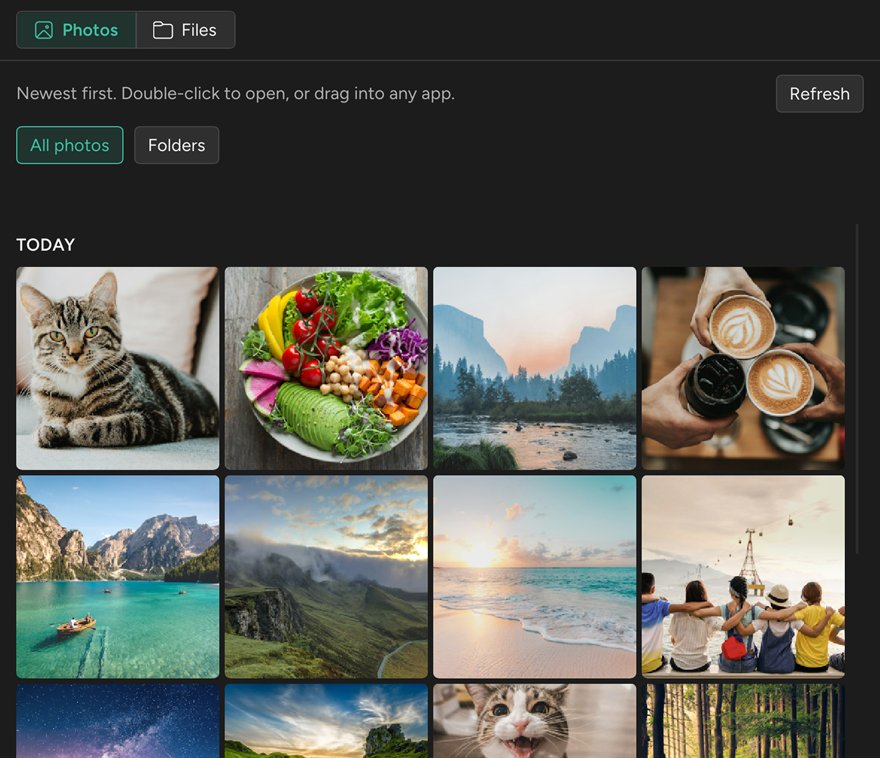 Photos
Files
Newest first. Double-click to open, or drag into any app.
Refresh
All photos
Folders
TODAY